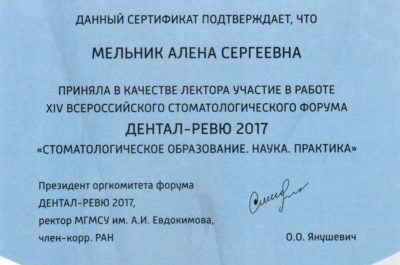 ДАННЫЙ СЕРТИФИКАТ ПОДТВЕРЖДАЕТ, ЧТО
МЕЛЬНИК АЛЕНА СЕРГЕЕВНА
ПРИНЯЛА В КАЧЕСТВЕ ЛЕКТОРА УЧАСТИЕ В РАБОТЕ
XIV ВСЕРОССИЙСКОГО СТОМАТОЛОГИЧЕСКОГО ФОРУМА
ДЕНТАЛ-РЕВЮ 2017
«СТОМАТОЛОГИЧЕСКОЕ ОБРАЗОВАНИЕ. НАУКА. ПРАКТИКА»
Президент оргкомитета форума
ДЕНТАЛ-РЕВЮ 2017,
ректор МГМСУ им. А.И. Евдокимова,
член-корр. РАН
О.О. Янушевич